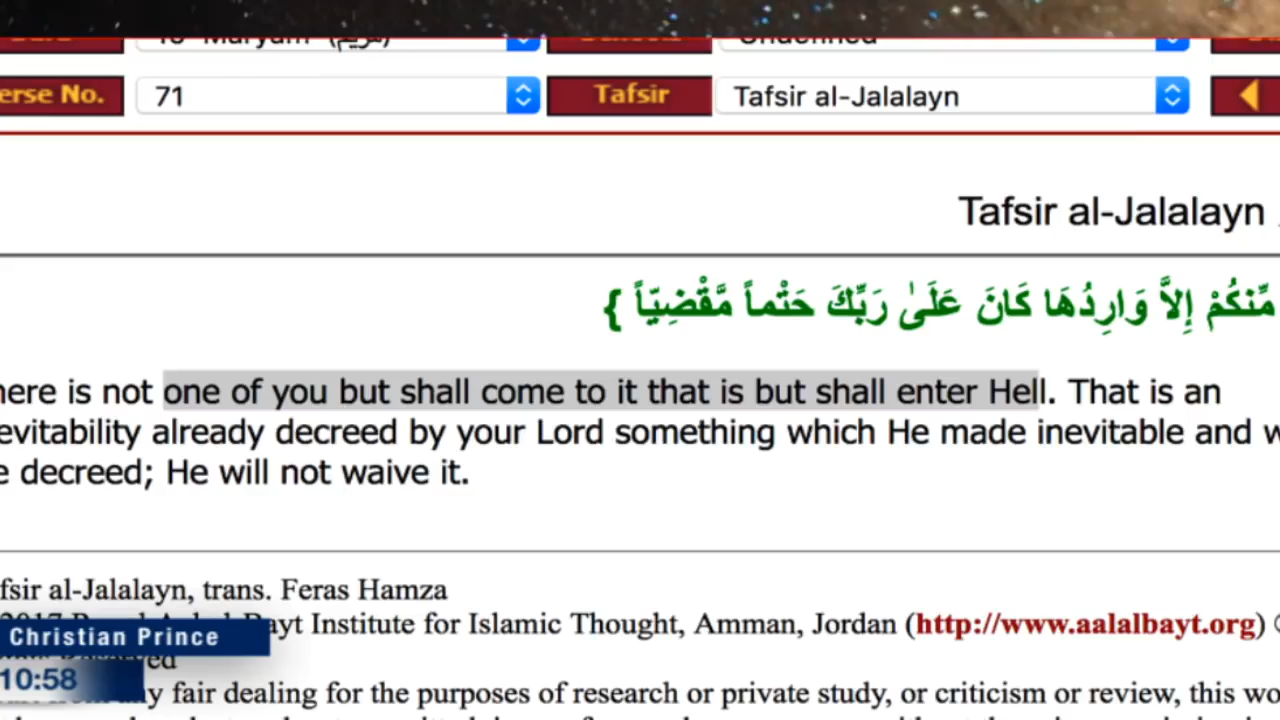 Verse No. 71 Tafsir Tafsir al-Jalalayn
Tafsir al-Jalalayn
مِّنكُمْ إِلاَّ وَارِدُهَا كَانَ عَلَىٰ رَبِّكَ حَتْماً مَّقْضِيّاً }
here is not one of you but shall come to it that is but shall enter Hell. That is an
evitability already decreed by your Lord something which He made inevitable and w
e decreed; He will not waive it.
fsir al-Jalalayn, trans. Feras Hamza
ayt Institute for Islamic Thought, Amman, Jordan (http://www.aalalbayt.org) ©
Christian Prince
10:58
ny fair dealing for the purposes of research or private study, or criticism or review, this wo